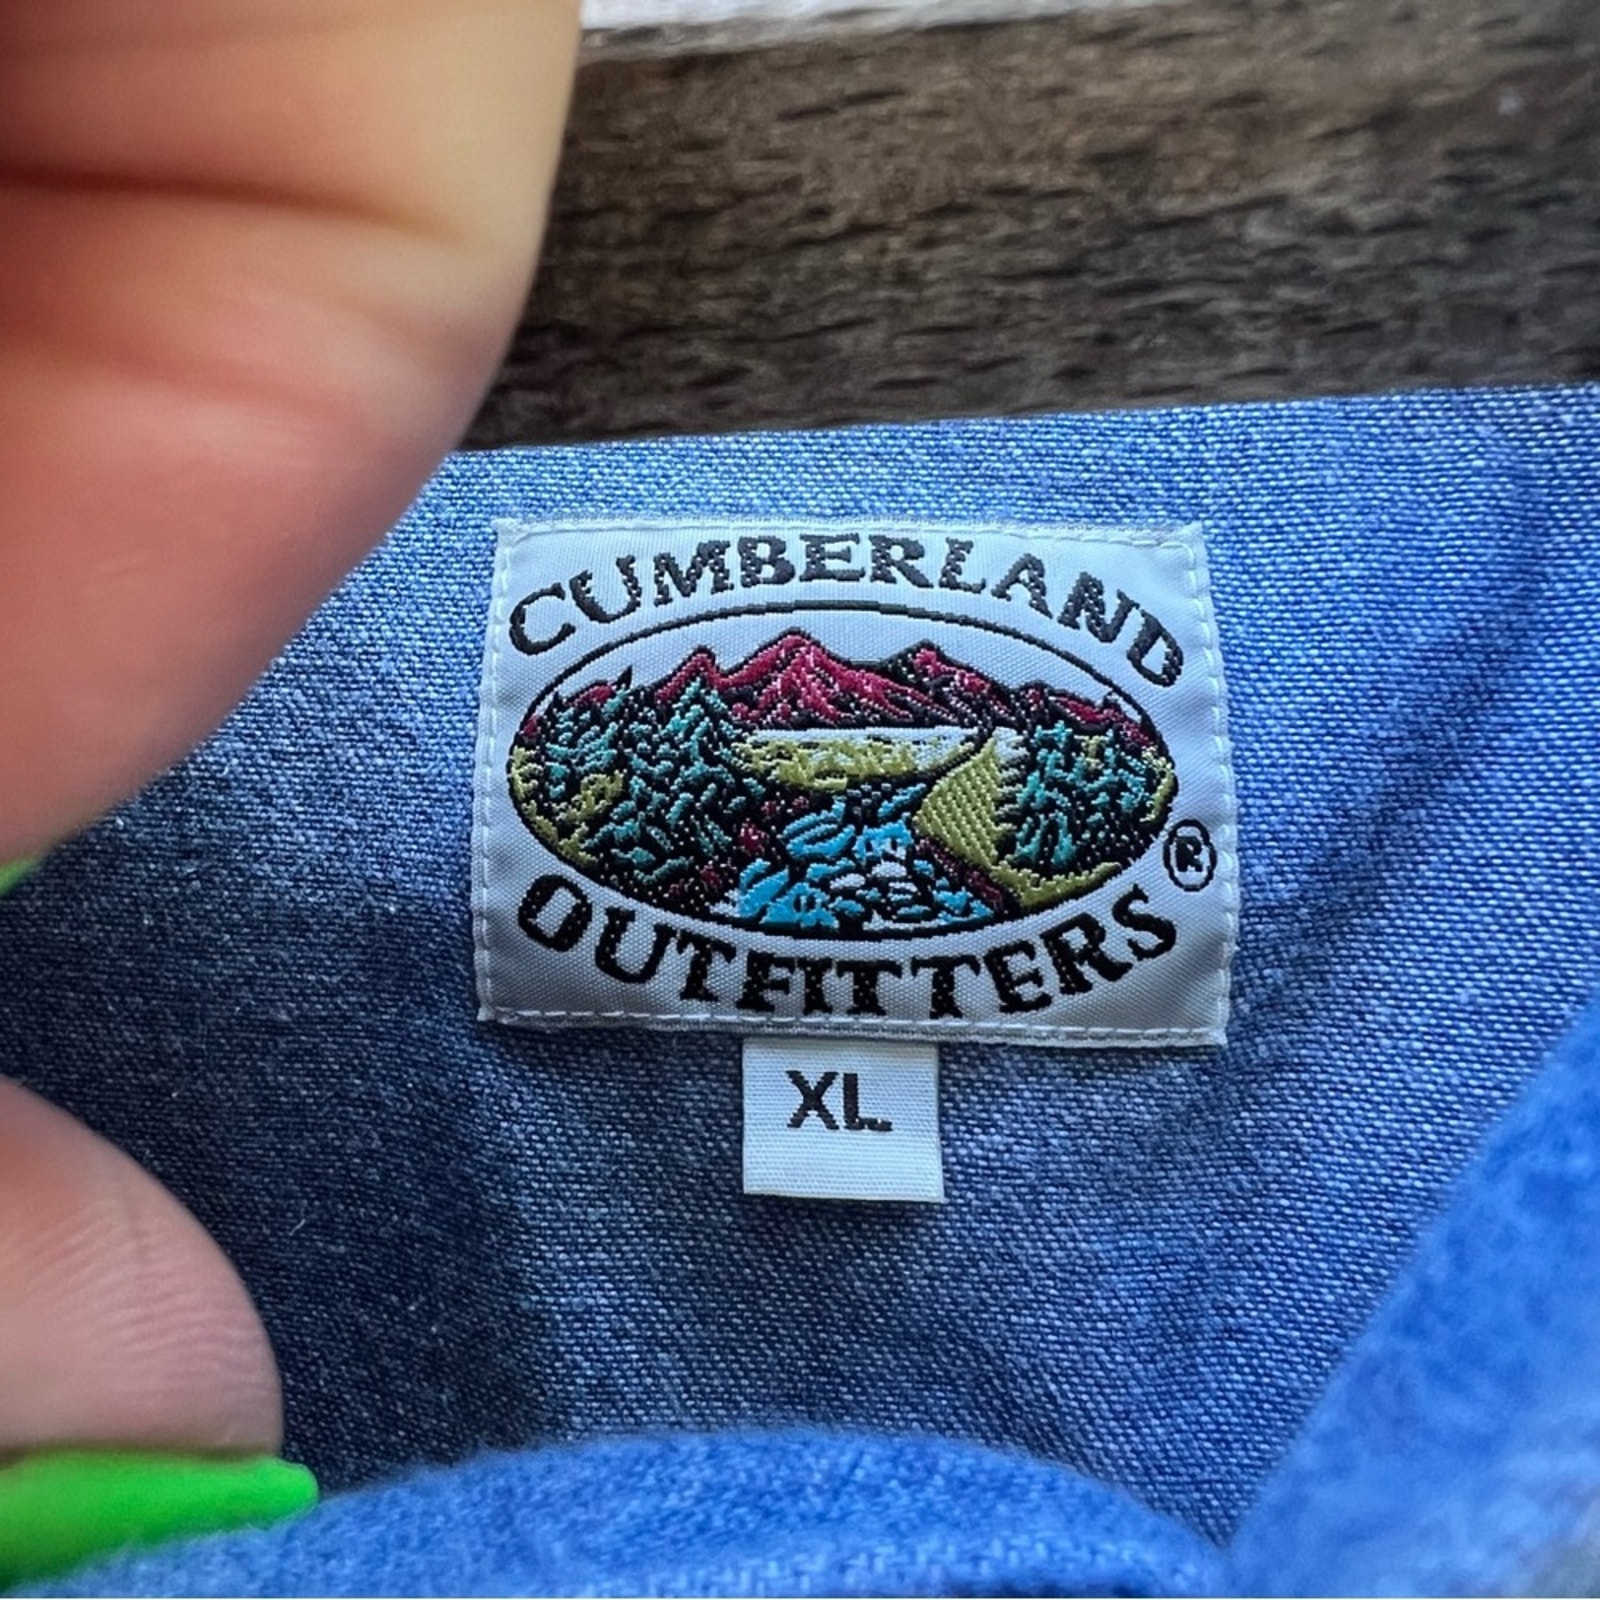 CUMBERLAND
OUTFITTERS ®
XL